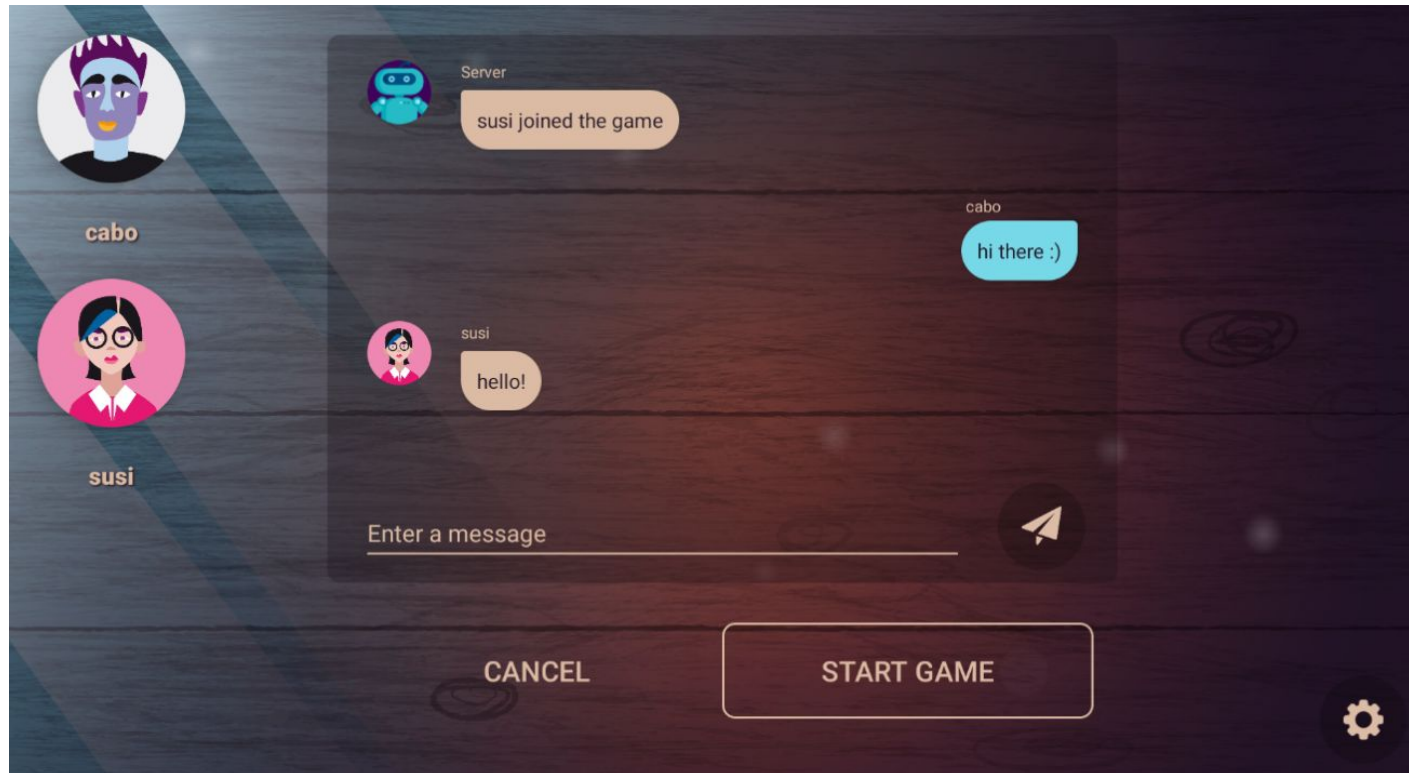 cabo
susi
Server
susi joined the game
cabo
hi there :)
susi
hello!
Enter a message
CANCEL
START GAME